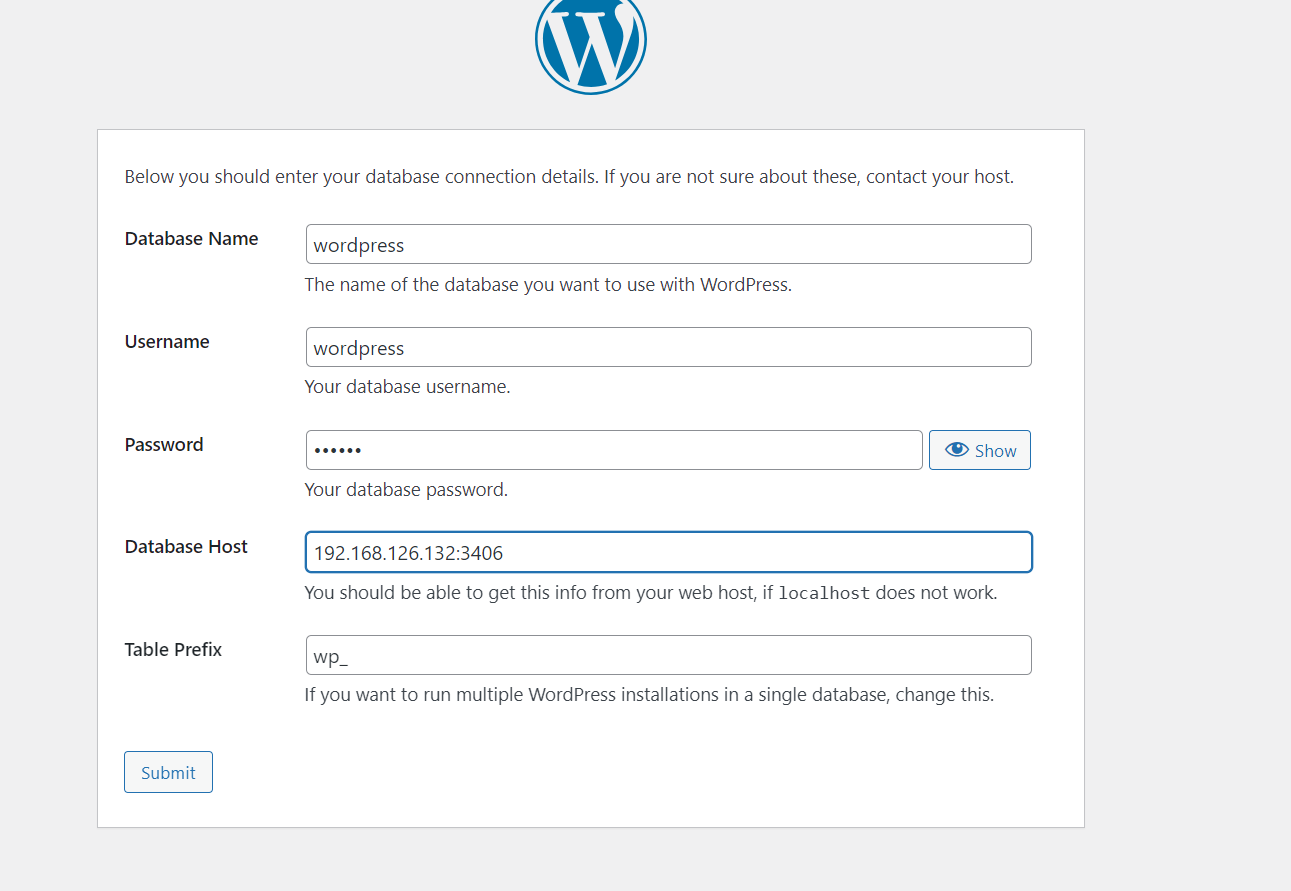 Below you should enter your database connection details. If you are not sure about these, contact your host.
Database Name
wordpress
The name of the database you want to use with WordPress.
Username
wordpress
Your database username.
Password
••••••
Show
Your database password.
Database Host
192.168.126.132:3406
You should be able to get this info from your web host, if localhost does not work.
Table Prefix
wp_
If you want to run multiple WordPress installations in a single database, change this.
Submit